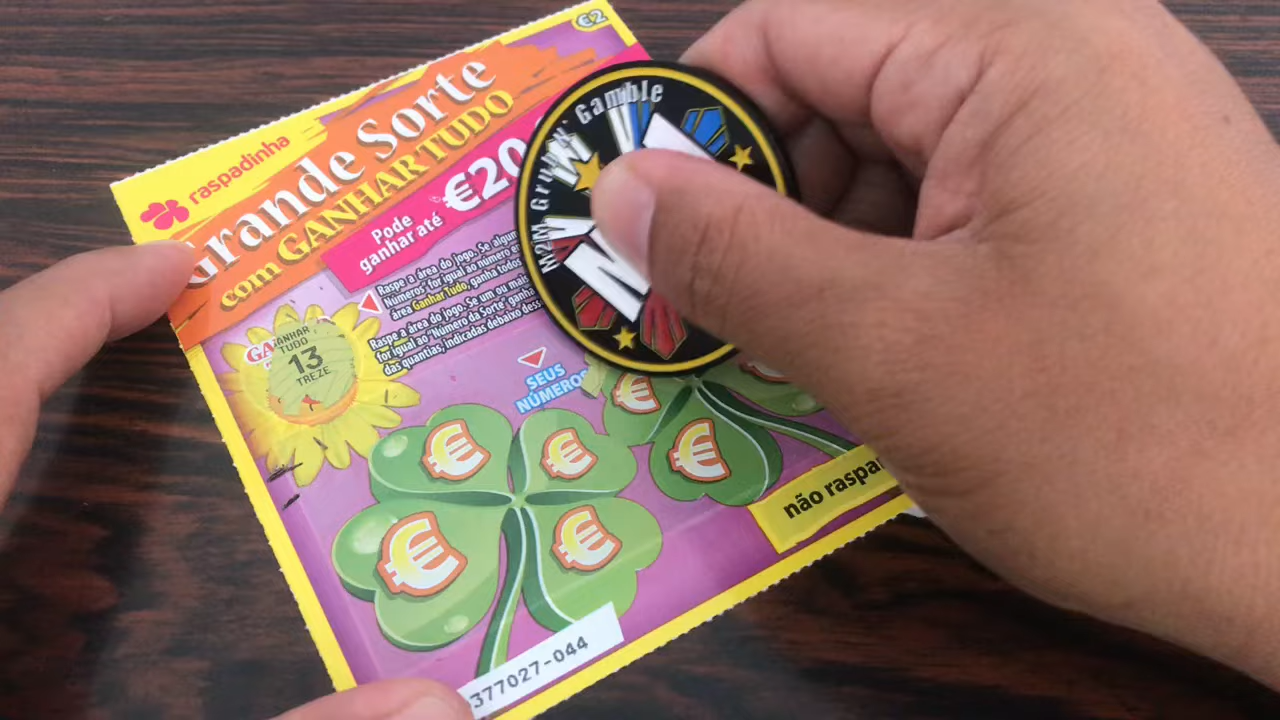 €2
raspadinha
Grande Sorte
com GANHAR TUDO
Pode
ganhar até
€20
Raspe a área do jogo. Se algum
Números' for igual ao número
área Ganhar Tudo, ganha todos
Raspe a área do jogo. Se um ou mais
for igual ao "Número da Sorte" ganha
das quantias, indicadas debaixo
GANHAR
TUDO
13
TREZE
SEUS
NÚMEROS
M2M Gamble
€
€
€
€
€
€
não raspar
377027-044